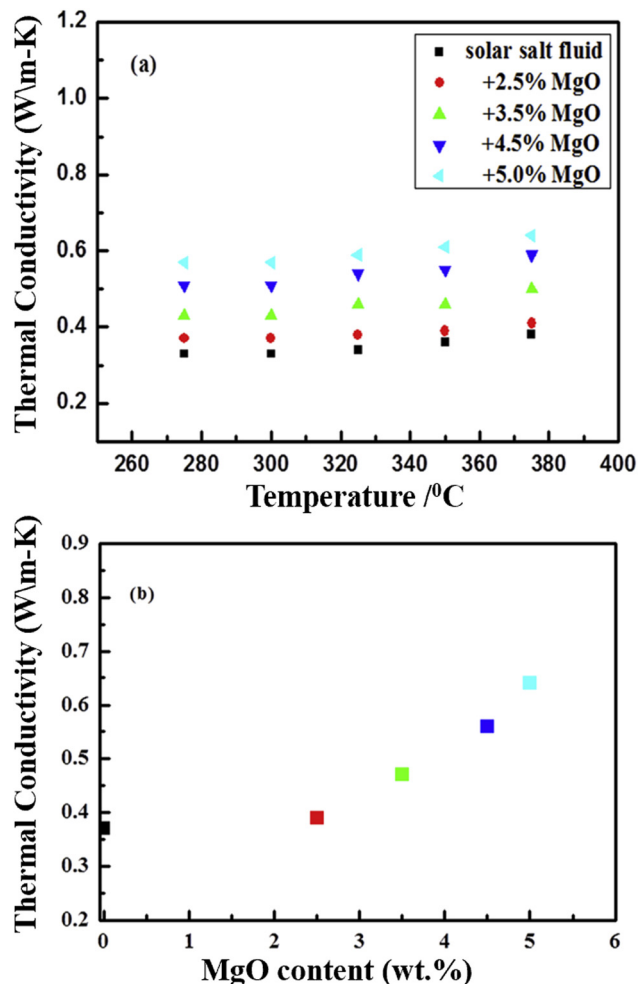 (a)
solar salt fluid
+2.5% MgO
+3.5% MgO
+4.5% MgO
+5.0% MgO
Thermal Conductivity (W\m-K)
1.2
1.0
0.8
0.6
0.4
0.2
260 280 300 320 340 360 380 400
Temperature /⁰C
(b)
Thermal Conductivity (W\m-K)
0.9
0.8
0.7
0.6
0.5
0.4
0.3
0.2
0 1 2 3 4 5 6
MgO content (wt.%)